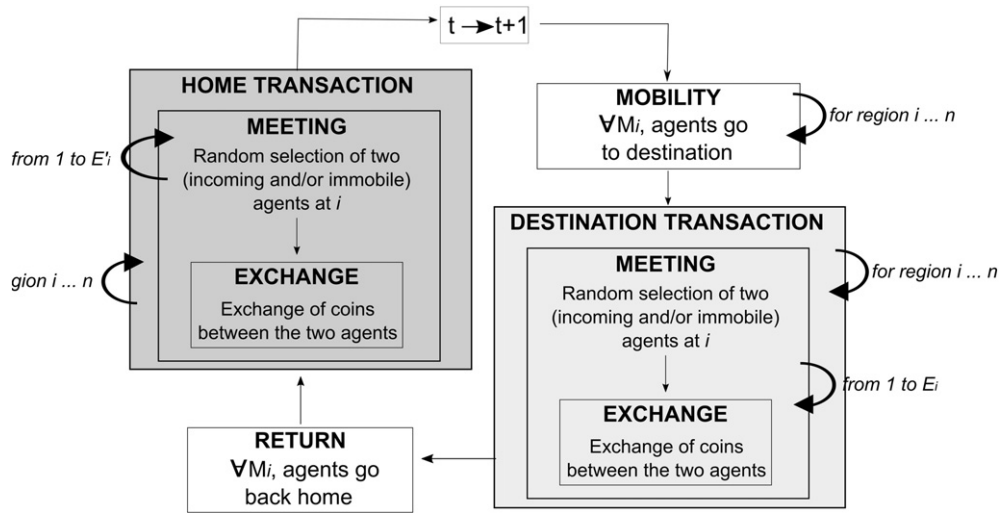 t → t+1
HOME TRANSACTION
MEETING
Random selection of two
(incoming and/or immobile)
agents at i
from 1 to E'i
EXCHANGE
Exchange of coins
between the two agents
gion i ... n
MOBILITY
∀Mi, agents go
to destination
for region i ... n
DESTINATION TRANSACTION
MEETING
Random selection of two
(incoming and/or immobile)
agents at i
for region i ... n
EXCHANGE
Exchange of coins
between the two agents
from 1 to Ei
RETURN
∀Mi, agents go
back home